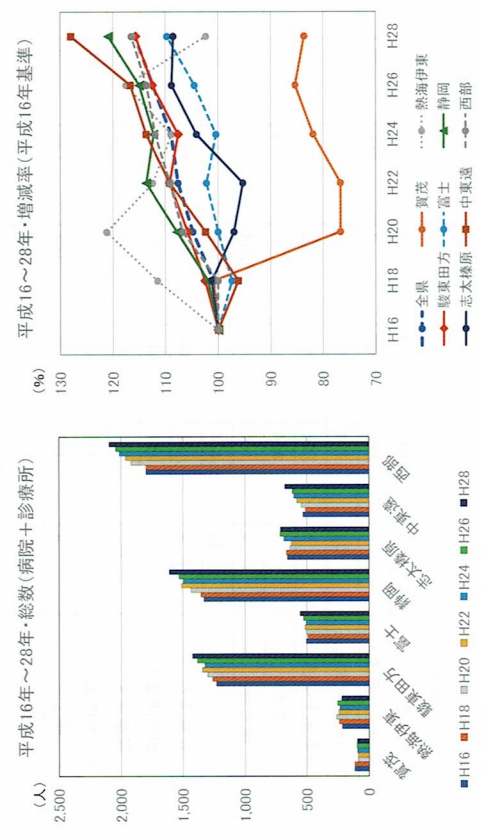 平成16年～28年・総数(病院＋診療所)
(人)
2,500
2,000
1,500
1,000
500
0
賀茂
熱海伊東
駿東田方
富士
静岡
志太榛原
中東遠
西部
H16
H18
H20
H22
H24
H26
H28
平成16～28年・増減率(平成16年基準)
(%)
130
120
110
100
90
80
70
H16
H18
H20
H22
H24
H26
H28
全県
賀茂
熱海伊東
駿東田方
富士
静岡
志太榛原
中東遠
西部